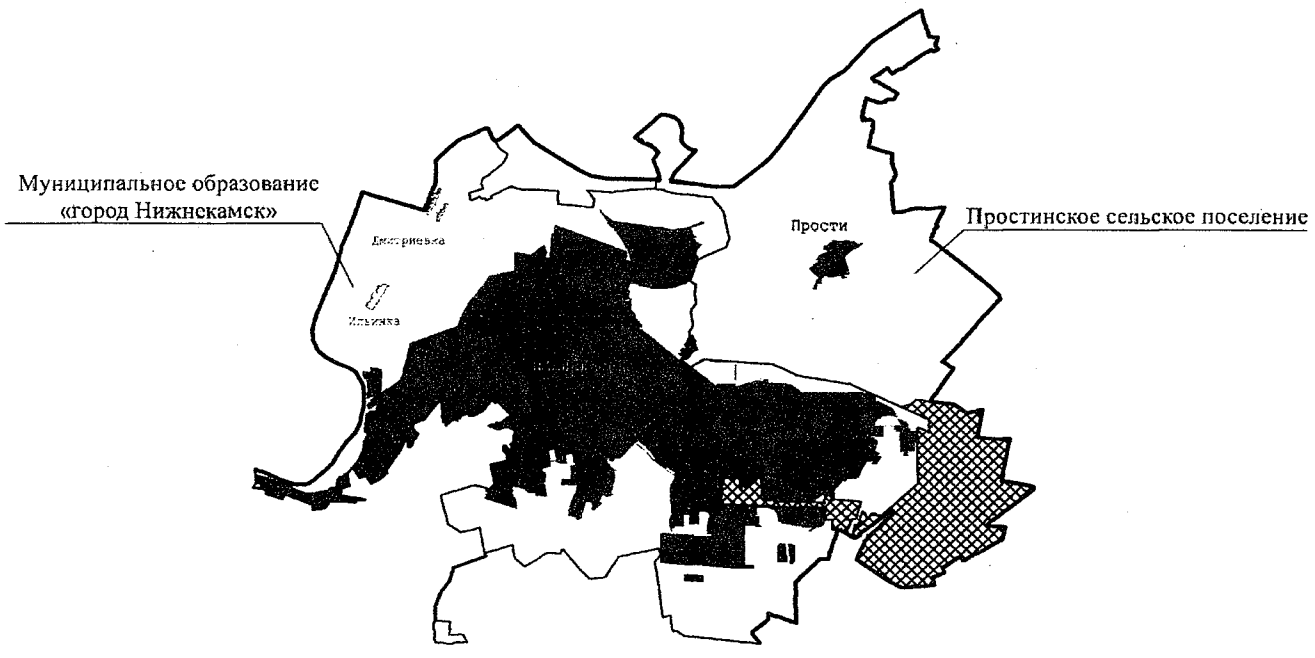 Муниципальное образование
«город Нижнекамск»
Простинское сельское поселение
Прости
Дмитриевка
Ильинка